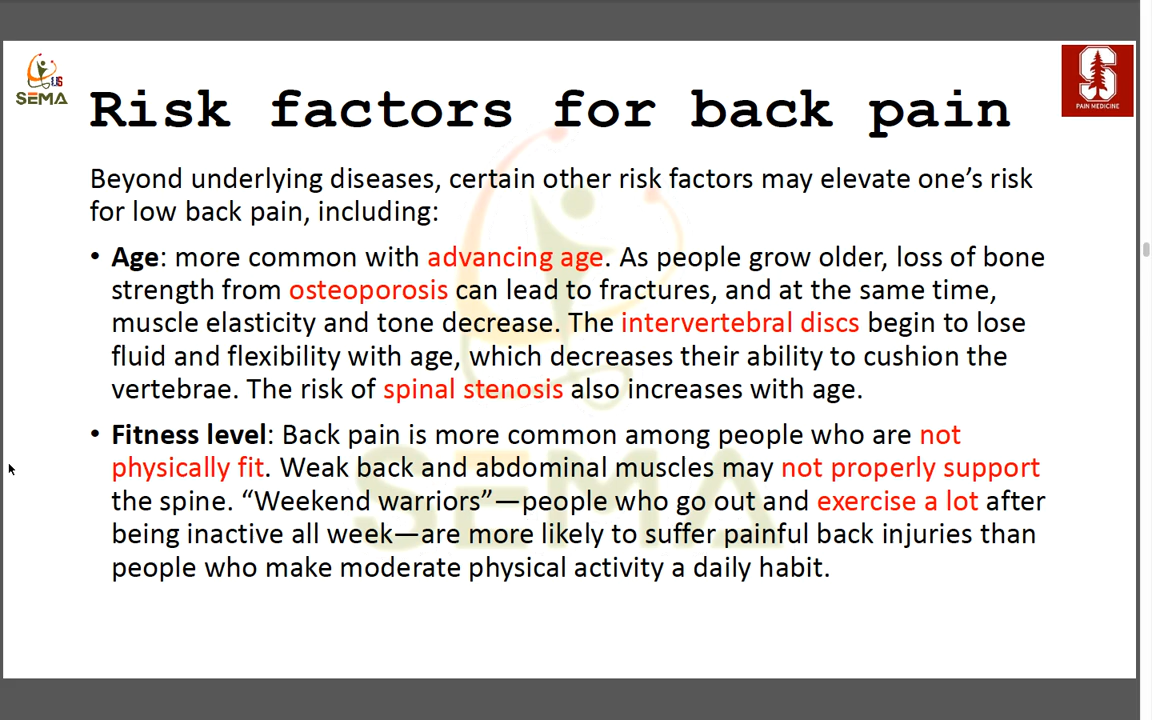 US
SEMA
PAIN MEDICINE
Risk factors for back pain
Beyond underlying diseases, certain other risk factors may elevate one’s risk
for low back pain, including:
• Age: more common with advancing age. As people grow older, loss of bone
strength from osteoporosis can lead to fractures, and at the same time,
muscle elasticity and tone decrease. The intervertebral discs begin to lose
fluid and flexibility with age, which decreases their ability to cushion the
vertebrae. The risk of spinal stenosis also increases with age.
• Fitness level: Back pain is more common among people who are not
physically fit. Weak back and abdominal muscles may not properly support
the spine. “Weekend warriors”—people who go out and exercise a lot after
being inactive all week—are more likely to suffer painful back injuries than
people who make moderate physical activity a daily habit.
SEMA